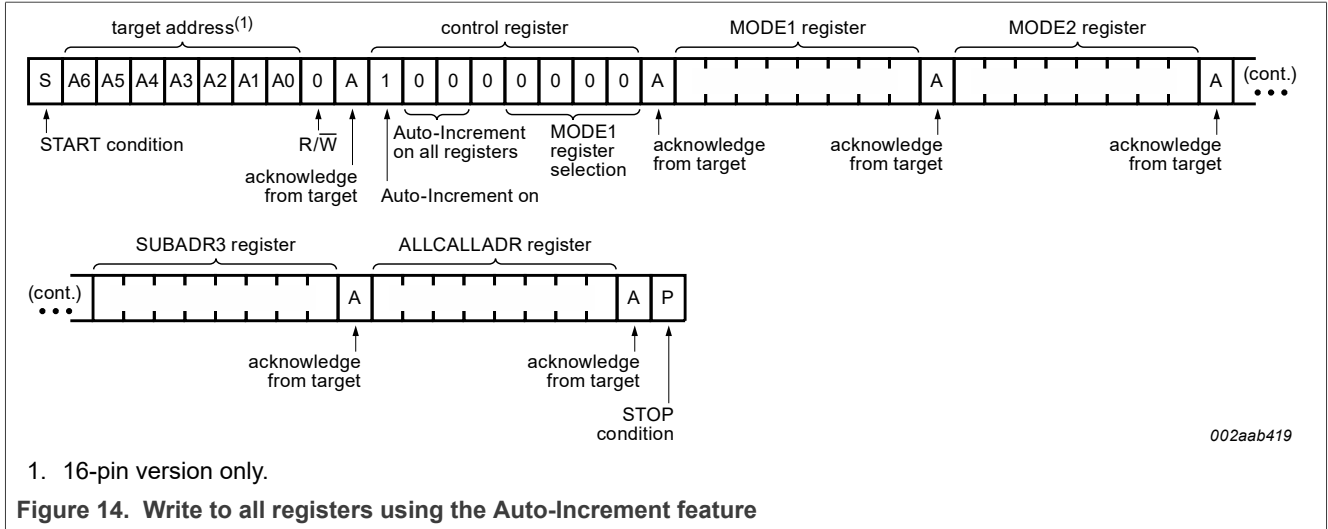 target address(1) control register MODE1 register MODE2 register
S A6 A5 A4 A3 A2 A1 A0 0 A 1 0 0 0 0 0 0 0 A A A (cont.)
START condition
R/W̅
acknowledge
from target
Auto-Increment on
Auto-Increment
on all registers
MODE1
register
selection
acknowledge
from target
acknowledge
from target
acknowledge
from target
SUBADR3 register ALLCALLADR register
(cont.) A A P
acknowledge
from target
acknowledge
from target
STOP
condition
002aab419
1. 16-pin version only.
Figure 14. Write to all registers using the Auto-Increment feature